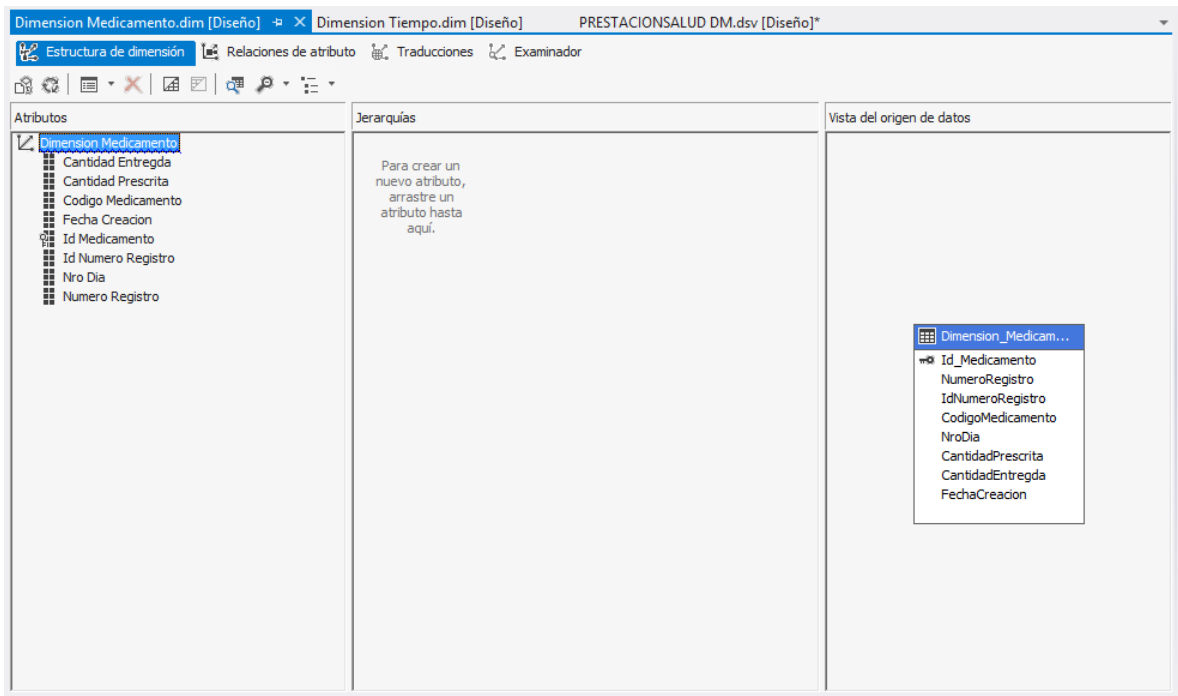 Dimension Medicamento.dim [Diseño] Dimension Tiempo.dim [Diseño] PRESTACIONSALUD DM.dsv [Diseño]*
Estructura de dimensión Relaciones de atributo Traducciones Examinador
Atributos
Dimension Medicamento
Cantidad Entregda
Cantidad Prescrita
Codigo Medicamento
Fecha Creacion
Id Medicamento
Id Numero Registro
Nro Dia
Numero Registro
Jerarquías
Para crear un
nuevo atributo,
arrastre un
atributo hasta
aquí.
Vista del origen de datos
Dimension_Medicam...
Id_Medicamento
NumeroRegistro
IdNumeroRegistro
CodigoMedicamento
NroDia
CantidadPrescrita
CantidadEntregda
FechaCreacion